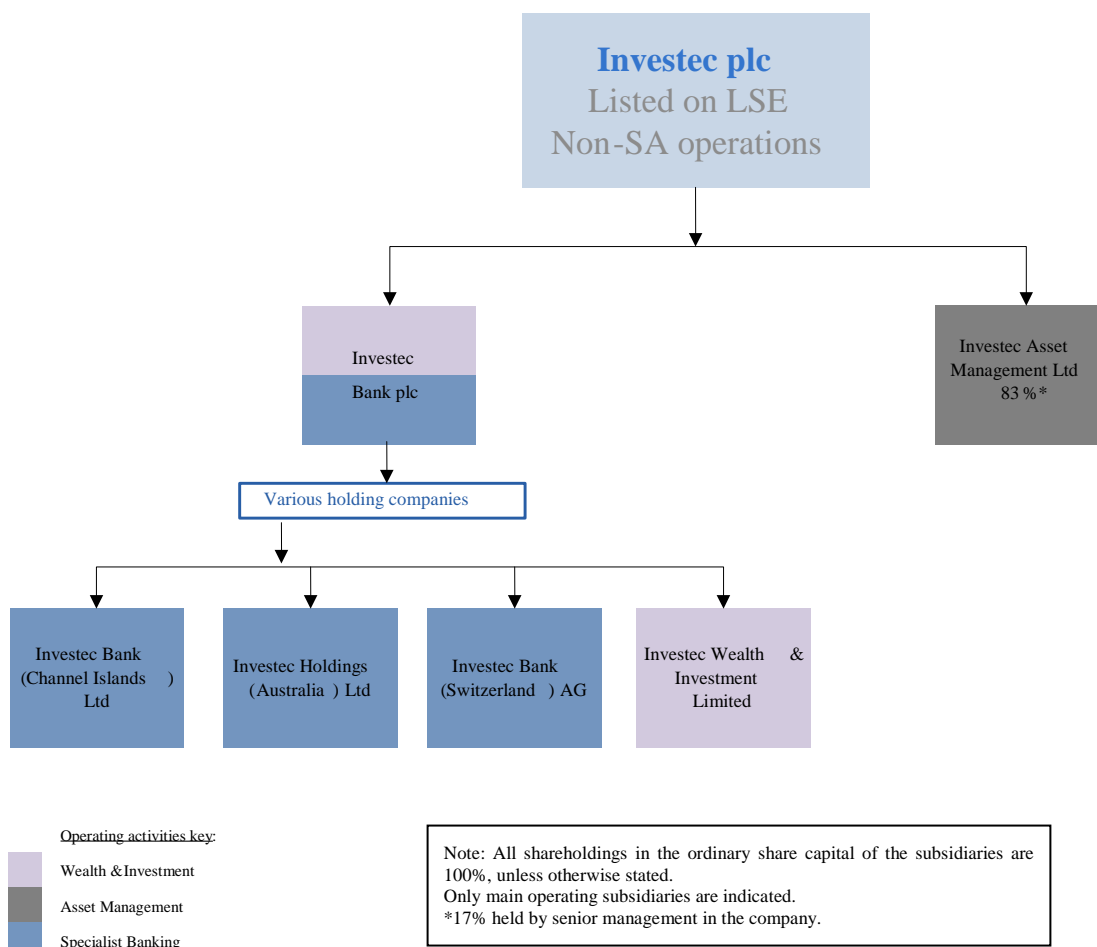 Investec plc
Listed on LSE
Non-SA operations
Investec
Bank plc
Investec Asset
Management Ltd
83 %*
Various holding companies
Investec Bank
(Channel Islands )
Ltd
Investec Holdings
(Australia ) Ltd
Investec Bank
(Switzerland ) AG
Investec Wealth &
Investment
Limited
Operating activities key:
Wealth &Investment
Asset Management
Specialist Banking
Note: All shareholdings in the ordinary share capital of the subsidiaries are
100%, unless otherwise stated.
Only main operating subsidiaries are indicated.
*17% held by senior management in the company.